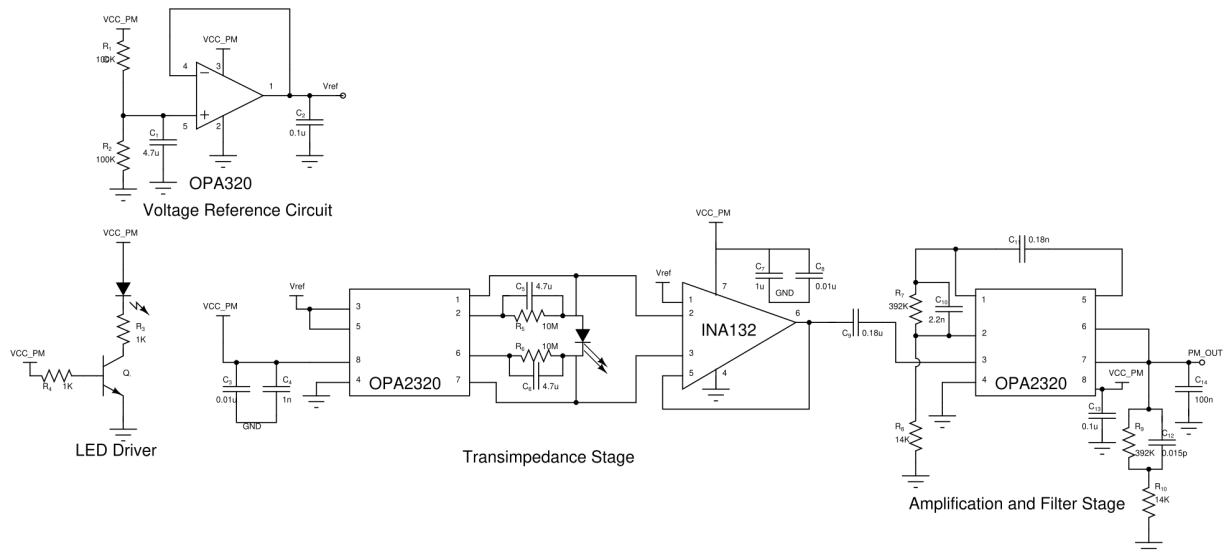 VCC_PM
R1
100K
R2
100K
C1
4.7u
4
5
VCC_PM
3
2
1
Vref
C2
0.1u
OPA320
Voltage Reference Circuit
VCC_PM
R3
1K
VCC_PM
R4
1K
Q.
LED Driver
VCC_PM
C3
0.01u
C4
1n
GND
Vref
3
5
8
4
1
2
6
7
OPA2320
C5
4.7u
R5
10M
R6
10M
C6
4.7u
Transimpedance Stage
VCC_PM
C7
1u
GND
C8
0.01u
Vref
1
2
3
5
7
4
6
INA132
C9
0.18u
C11
0.18n
R7
392K
C10
2.2n
R6
14K
1
2
3
4
5
6
7
8
OPA2320
VCC_PM
C13
0.1u
PM_OUT
C14
100n
R9
392K
C12
0.015p
R10
14K
Amplification and Filter Stage